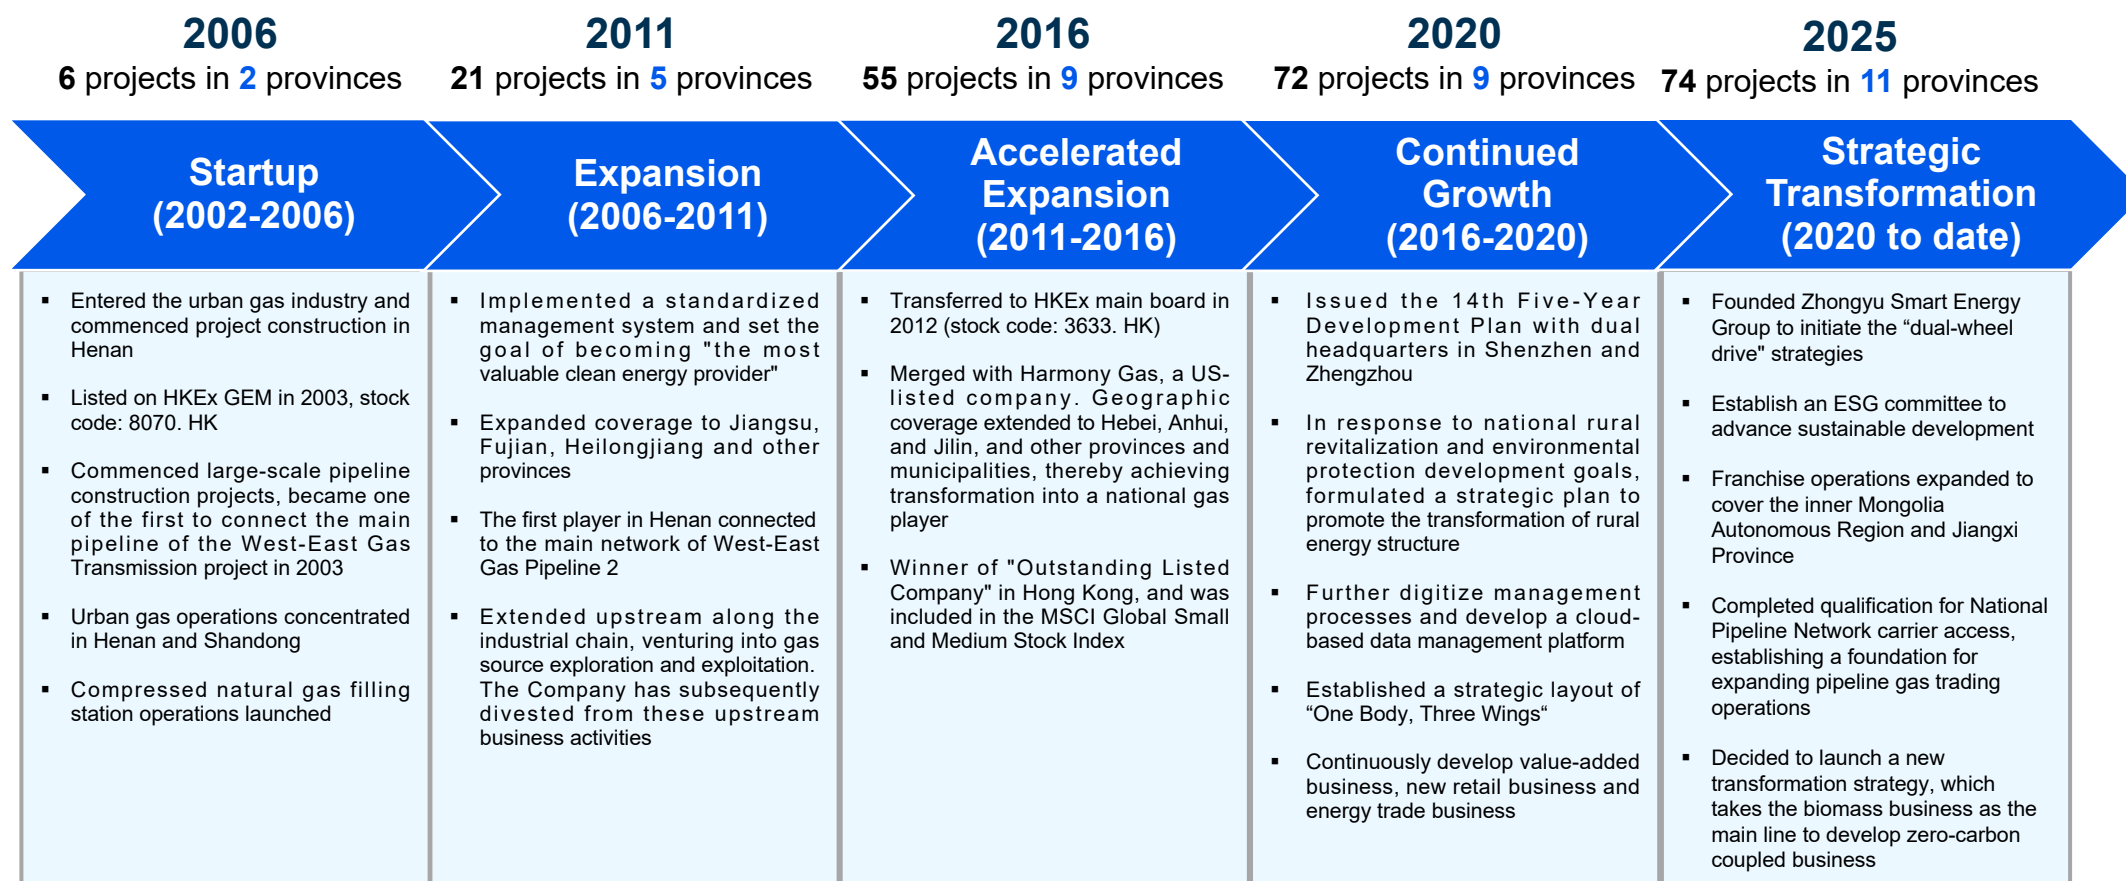 2006
6 projects in 2 provinces
2011
21 projects in 5 provinces
2016
55 projects in 9 provinces
2020
72 projects in 9 provinces
2025
74 projects in 11 provinces
Startup
(2002-2006)
Expansion
(2006-2011)
Accelerated
Expansion
(2011-2016)
Continued
Growth
(2016-2020)
Strategic
Transformation
(2020 to date)
▪ Entered the urban gas industry and
commenced project construction in
Henan
▪ Listed on HKEx GEM in 2003, stock
code: 8070. HK
▪ Commenced large-scale pipeline
construction projects, became one
of the first to connect the main
pipeline of the West-East Gas
Transmission project in 2003
▪ Urban gas operations concentrated
in Henan and Shandong
▪ Compressed natural gas filling
station operations launched
▪ Implemented a standardized
management system and set the
goal of becoming "the most
valuable clean energy provider"
▪ Expanded coverage to Jiangsu,
Fujian, Heilongjiang and other
provinces
▪ The first player in Henan connected
to the main network of West-East
Gas Pipeline 2
▪ Extended upstream along the
industrial chain, venturing into gas
source exploration and exploitation.
The Company has subsequently
divested from these upstream
business activities
▪ Transferred to HKEx main board in
2012 (stock code: 3633. HK)
▪ Merged with Harmony Gas, a US-
listed company. Geographic
coverage extended to Hebei, Anhui,
and Jilin, and other provinces and
municipalities, thereby achieving
transformation into a national gas
player
▪ Winner of "Outstanding Listed
Company" in Hong Kong, and was
included in the MSCI Global Small
and Medium Stock Index
▪ Issued the 14th Five-Year
Development Plan with dual
headquarters in Shenzhen and
Zhengzhou
▪ In response to national rural
revitalization and environmental
protection development goals,
formulated a strategic plan to
promote the transformation of rural
energy structure
▪ Further digitize management
processes and develop a cloud-
based data management platform
▪ Established a strategic layout of
“One Body, Three Wings“
▪ Continuously develop value-added
business, new retail business and
energy trade business
▪ Founded Zhongyu Smart Energy
Group to initiate the “dual-wheel
drive" strategies
▪ Establish an ESG committee to
advance sustainable development
▪ Franchise operations expanded to
cover the inner Mongolia
Autonomous Region and Jiangxi
Province
▪ Completed qualification for National
Pipeline Network carrier access,
establishing a foundation for
expanding pipeline gas trading
operations
▪ Decided to launch a new
transformation strategy, which
takes the biomass business as the
main line to develop zero-carbon
coupled business